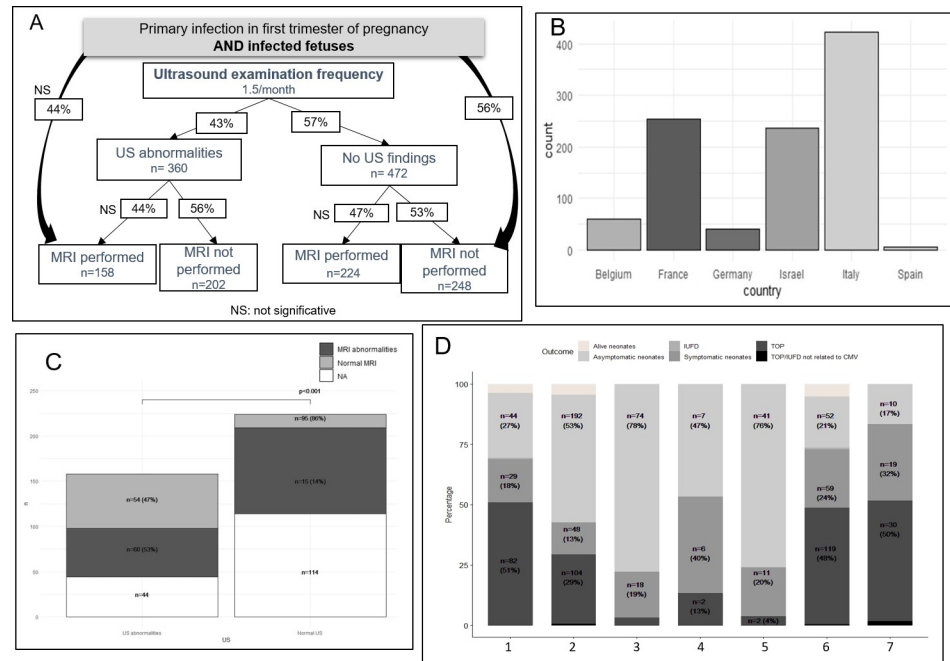 A
Primary infection in first trimester of pregnancy
AND infected fetuses
Ultrasound examination frequency
1.5/month
NS
44%
56%
43%
57%
US abnormalities
n= 360
No US findings
n= 472
NS
44%
56%
NS
47%
53%
MRI performed
n=158
MRI not
performed
n=202
MRI performed
n=224
MRI not
performed
n=248
NS: not significative
B
count
400
300
200
100
0
Belgium
France
Germany
Israel
Italy
Spain
country
C
MRI abnormalities
Normal MRI
NA
p<0.001
n
250
200
150
100
50
0
n=54 (47%)
n=60 (53%)
n=44
n=95 (86%)
n=15 (14%)
n=114
US abnormalities
Normal US
US
D
Outcome
Alive neonates
Asymptomatic neonates
IUFD
Symptomatic neonates
TOP
TOP/IUFD not related to CMV
Percentage
100
75
50
25
0
n=44
(27%)
n=29
(18%)
n=82
(51%)
n=192
(53%)
n=48
(13%)
n=104
(29%)
n=74
(78%)
n=18
(19%)
n=7
(47%)
n=6
(40%)
n=2
(13%)
n=41
(76%)
n=11
(20%)
n=2 (4%)
n=52
(21%)
n=59
(24%)
n=119
(48%)
n=10
(17%)
n=19
(32%)
n=30
(50%)
1
2
3
4
5
6
7